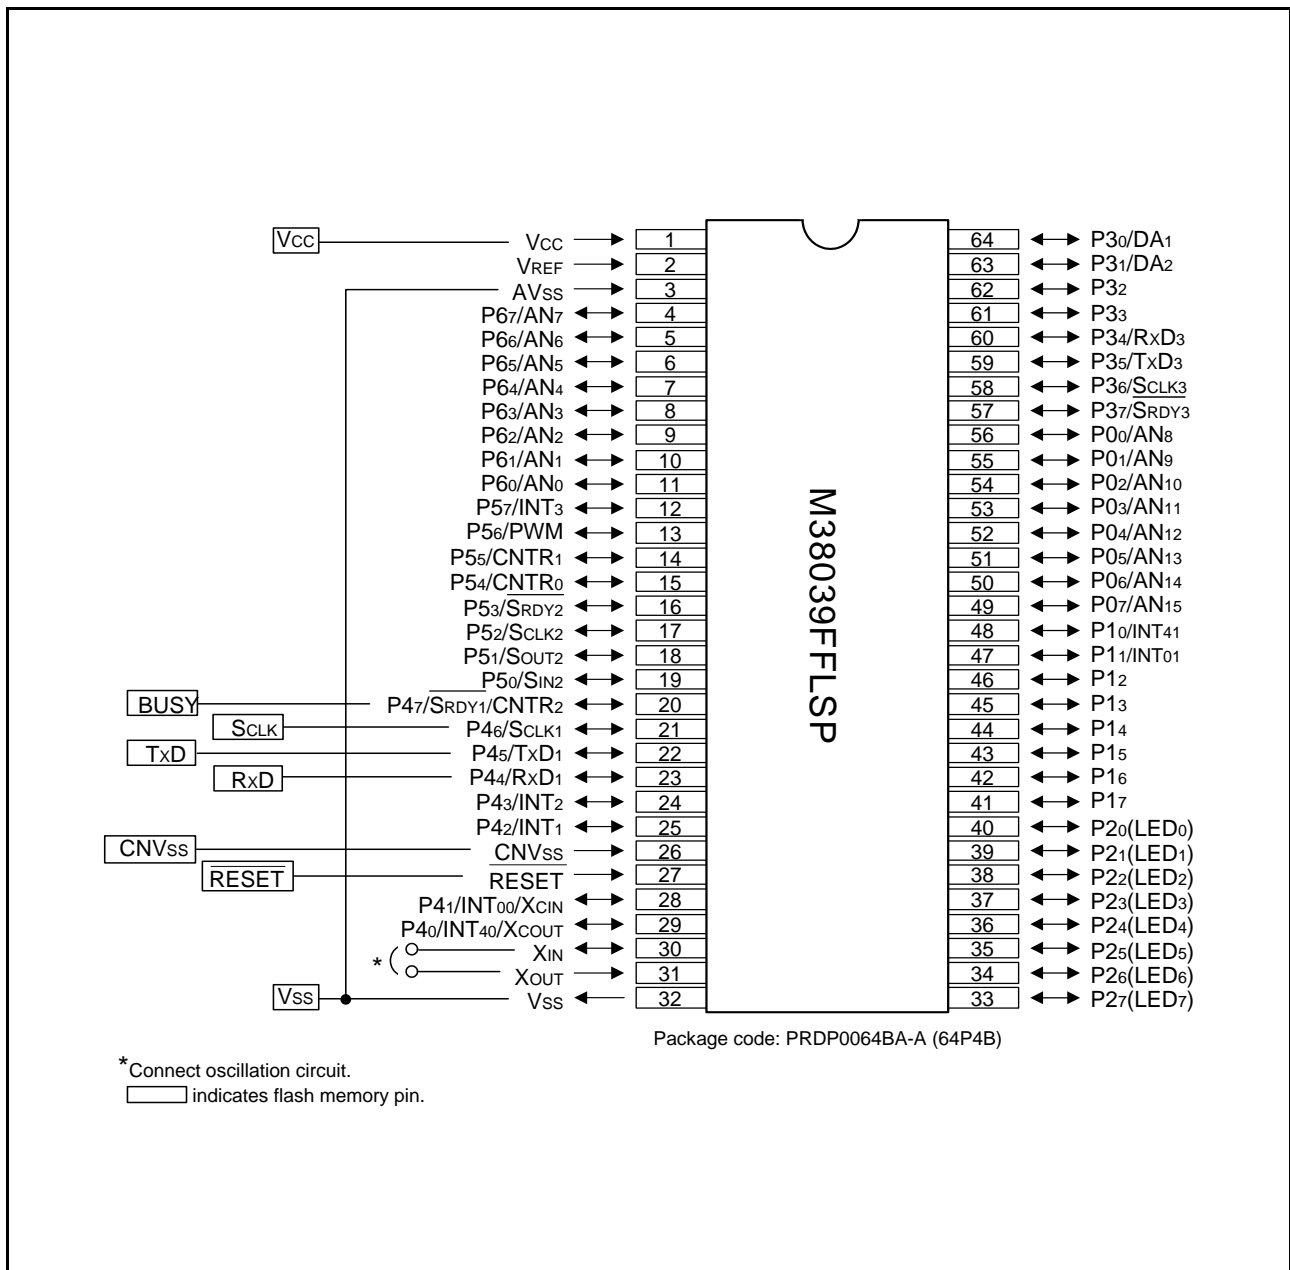 VCC VCC 1 64 P30/DA1
VREF 2 63 P31/DA2
AVSS 3 62 P32
P67/AN7 4 61 P33
P66/AN6 5 60 P34/RXD3
P65/AN5 6 59 P35/TXD3
P64/AN4 7 58 P36/SCLK3
P63/AN3 8 57 P37/SRDY3
P62/AN2 9 56 P00/AN8
P61/AN1 10 55 P01/AN9
P60/AN0 11 54 P02/AN10
P57/INT3 12 53 P03/AN11
P56/PWM 13 52 P04/AN12
P55/CNTR1 14 51 P05/AN13
P54/CNTR0 15 50 P06/AN14
P53/SRDY2 16 49 P07/AN15
P52/SCLK2 17 48 P10/INT41
P51/SOUT2 18 47 P11/INT01
P50/SIN2 19 46 P12
BUSY P47/SRDY1/CNTR2 20 45 P13
SCLK P46/SCLK1 21 44 P14
TXD P45/TXD1 22 43 P15
RXD P44/RXD1 23 42 P16
P43/INT2 24 41 P17
P42/INT1 25 40 P20(LED0)
CNVSS CNVSS 26 39 P21(LED1)
RESET RESET 27 38 P22(LED2)
P41/INT00/XCIN 28 37 P23(LED3)
P40/INT40/XCOUT 29 36 P24(LED4)
* XIN 30 35 P25(LED5)
XOUT 31 34 P26(LED6)
VSS VSS 32 33 P27(LED7)
M38039FFLSP
Package code: PRDP0064BA-A (64P4B)
*Connect oscillation circuit.
indicates flash memory pin.